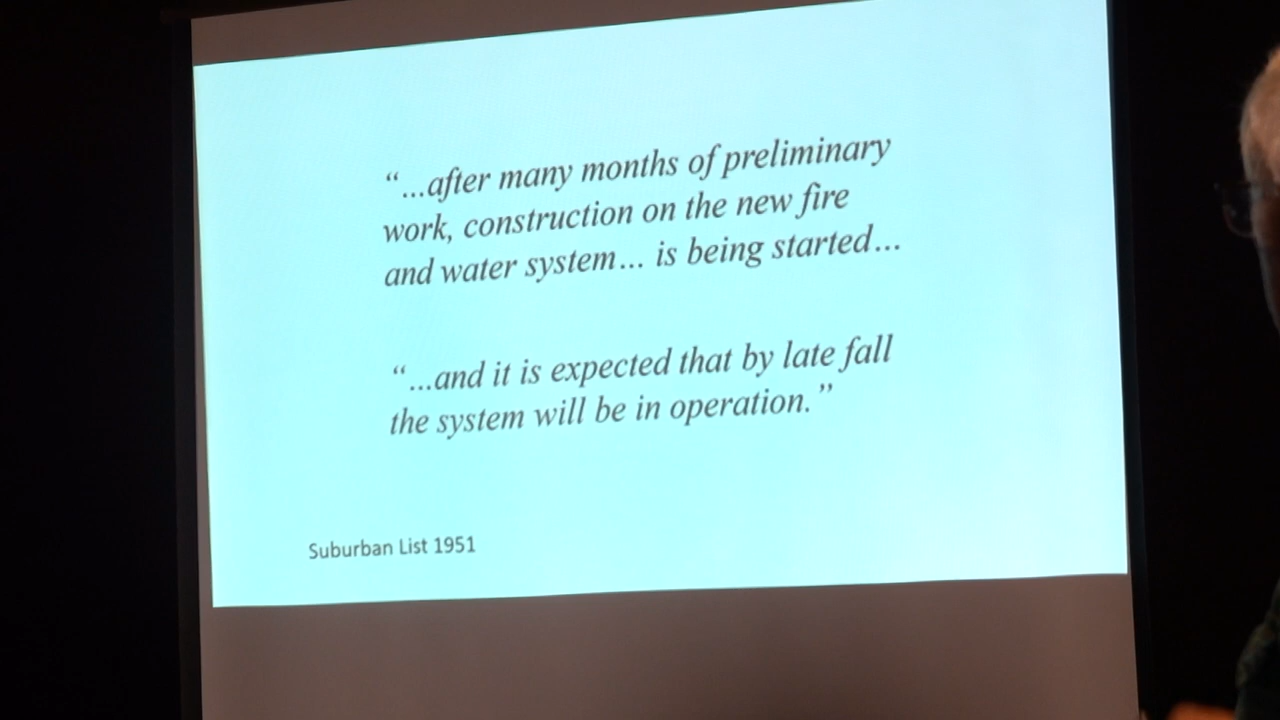 “...after many months of preliminary
work, construction on the new fire
and water system... is being started...
“...and it is expected that by late fall
the system will be in operation.”
Suburban List 1951